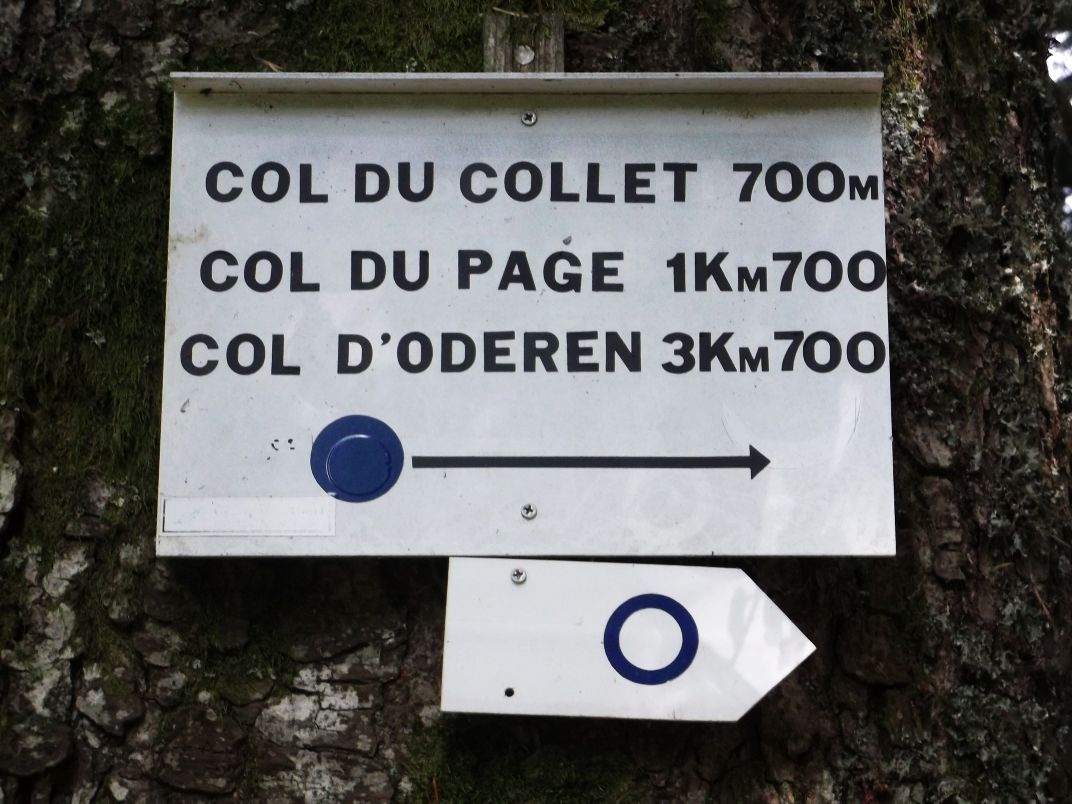 COL DU COLLET 700M
COL DU PAGE 1KM700
COL D'ODEREN 3KM700